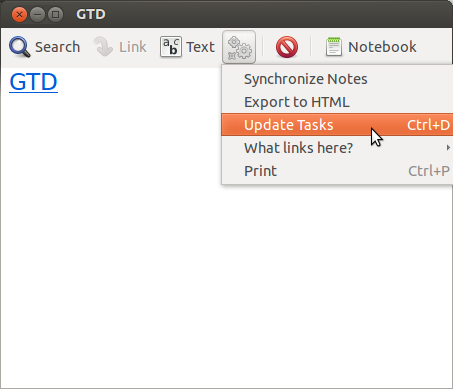 GTD
Search Link Text Notebook
GTD
Synchronize Notes
Export to HTML
Update Tasks Ctrl+D
What links here?
Print Ctrl+P